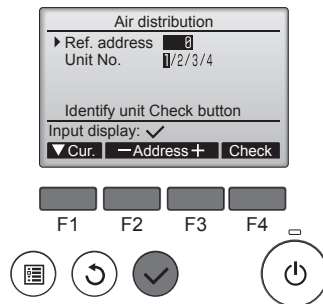 Air distribution
Ref. address 0
Unit No. 1/2/3/4
Identify unit Check button
Input display: ✓
▼ Cur. − Address + Check
F1 F2 F3 F4